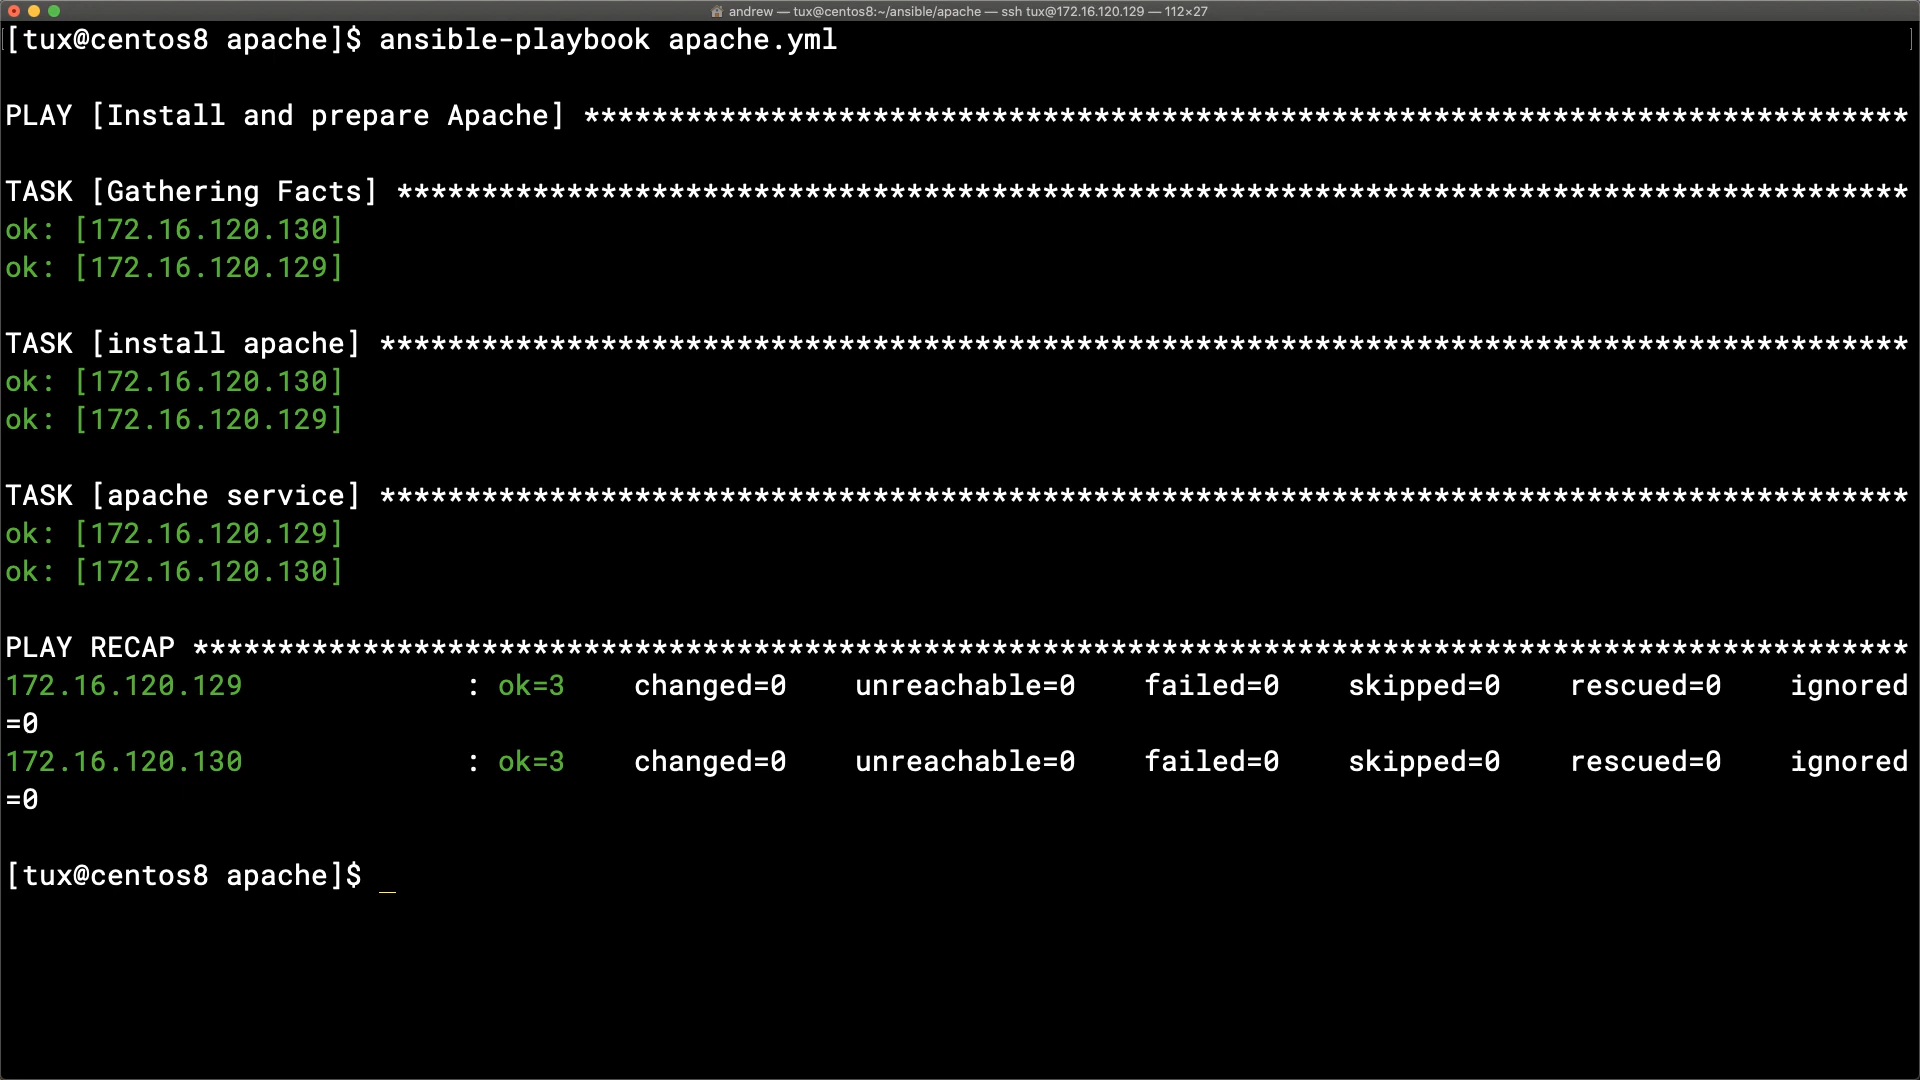 andrew — tux@centos8:~/ansible/apache — ssh tux@172.16.120.129 — 112×27
[tux@centos8 apache]$ ansible-playbook apache.yml
PLAY [Install and prepare Apache] ******************************************************************************
TASK [Gathering Facts] *****************************************************************************************
ok: [172.16.120.130]
ok: [172.16.120.129]
TASK [install apache] ******************************************************************************************
ok: [172.16.120.130]
ok: [172.16.120.129]
TASK [apache service] ******************************************************************************************
ok: [172.16.120.129]
ok: [172.16.120.130]
PLAY RECAP *****************************************************************************************************
172.16.120.129             : ok=3    changed=0    unreachable=0    failed=0    skipped=0    rescued=0    ignored
=0
172.16.120.130             : ok=3    changed=0    unreachable=0    failed=0    skipped=0    rescued=0    ignored
=0
[tux@centos8 apache]$ _